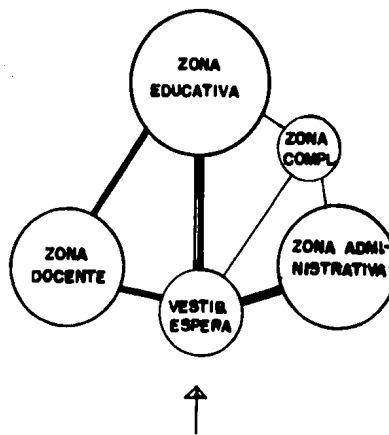 ZONA
EDUCATIVA
ZONA
COMPL.
ZONA
DOCENTE
ZONA ADMI-
NISTRATIVA
VESTIB.
ESPERA